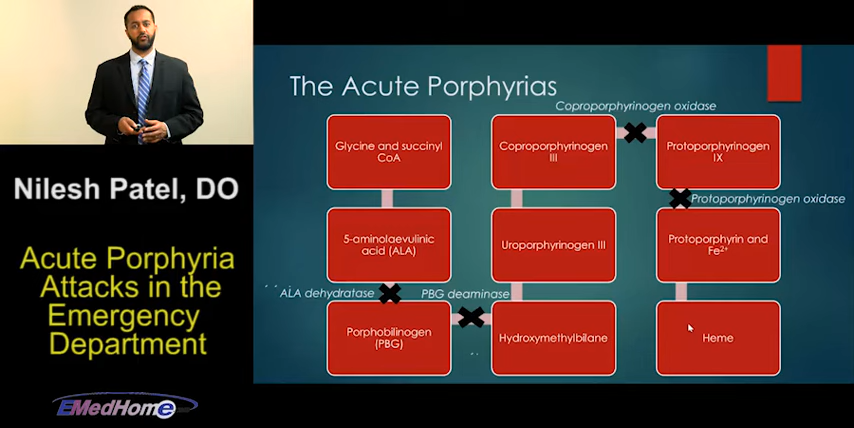 Nilesh Patel, DO
Acute Porphyria
Attacks in the
Emergency
Department
EMedHome
The Acute Porphyrias
Coproporphyrinogen oxidase
Glycine and succinyl
CoA
5-aminolaevulinic
acid (ALA)
ALA dehydratase
Porphobilinogen
(PBG)
PBG deaminase
Hydroxymethylbilane
Uroporphyrinogen III
Coproporphyrinogen
III
Protoporphyrinogen
IX
Protoporphyrinogen oxidase
Protoporphyrin and
Fe²⁺
Heme